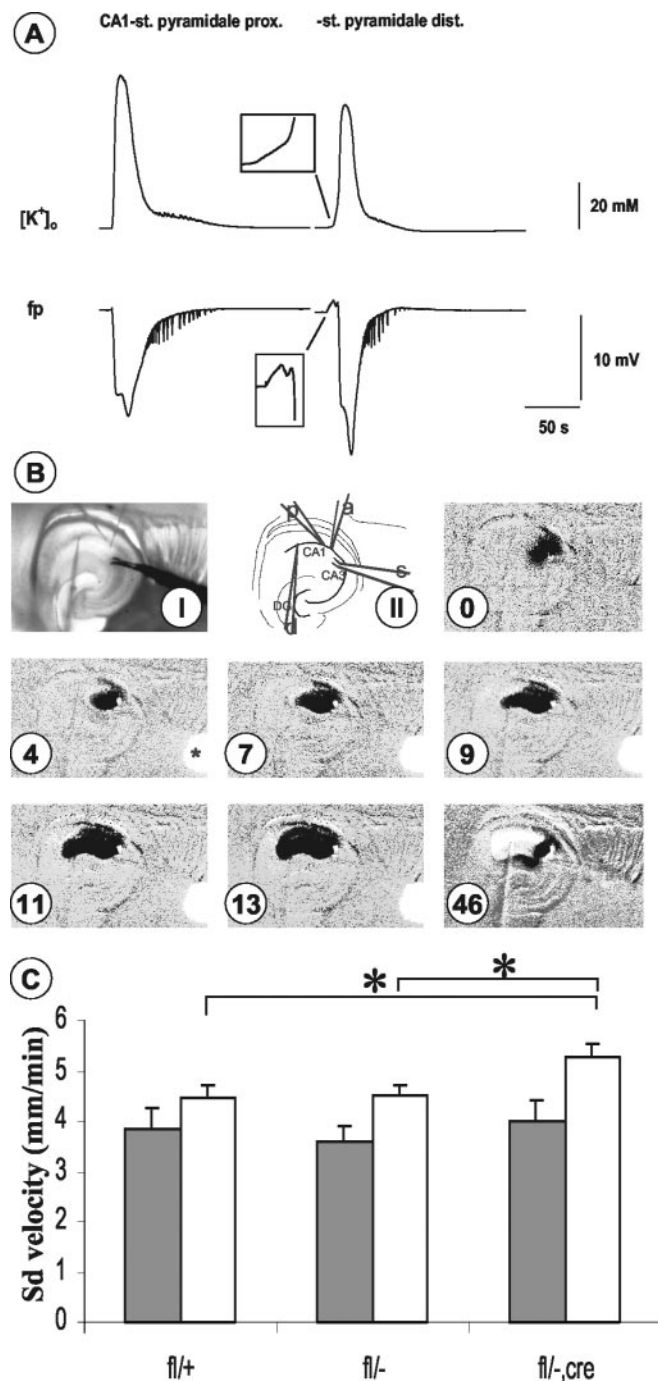 A
CA1-st. pyramidale prox. -st. pyramidale dist.
[K⁺]ₒ
20 mM
fp
10 mV
50 s
B
I
p a
CA1
CA3 s
DG
d
II
0
4 *
7
9
11
13
46
C
* *
Sd velocity (mm/min)
6
5
4
3
2
1
0
fl/+ fl/- fl/-,cre